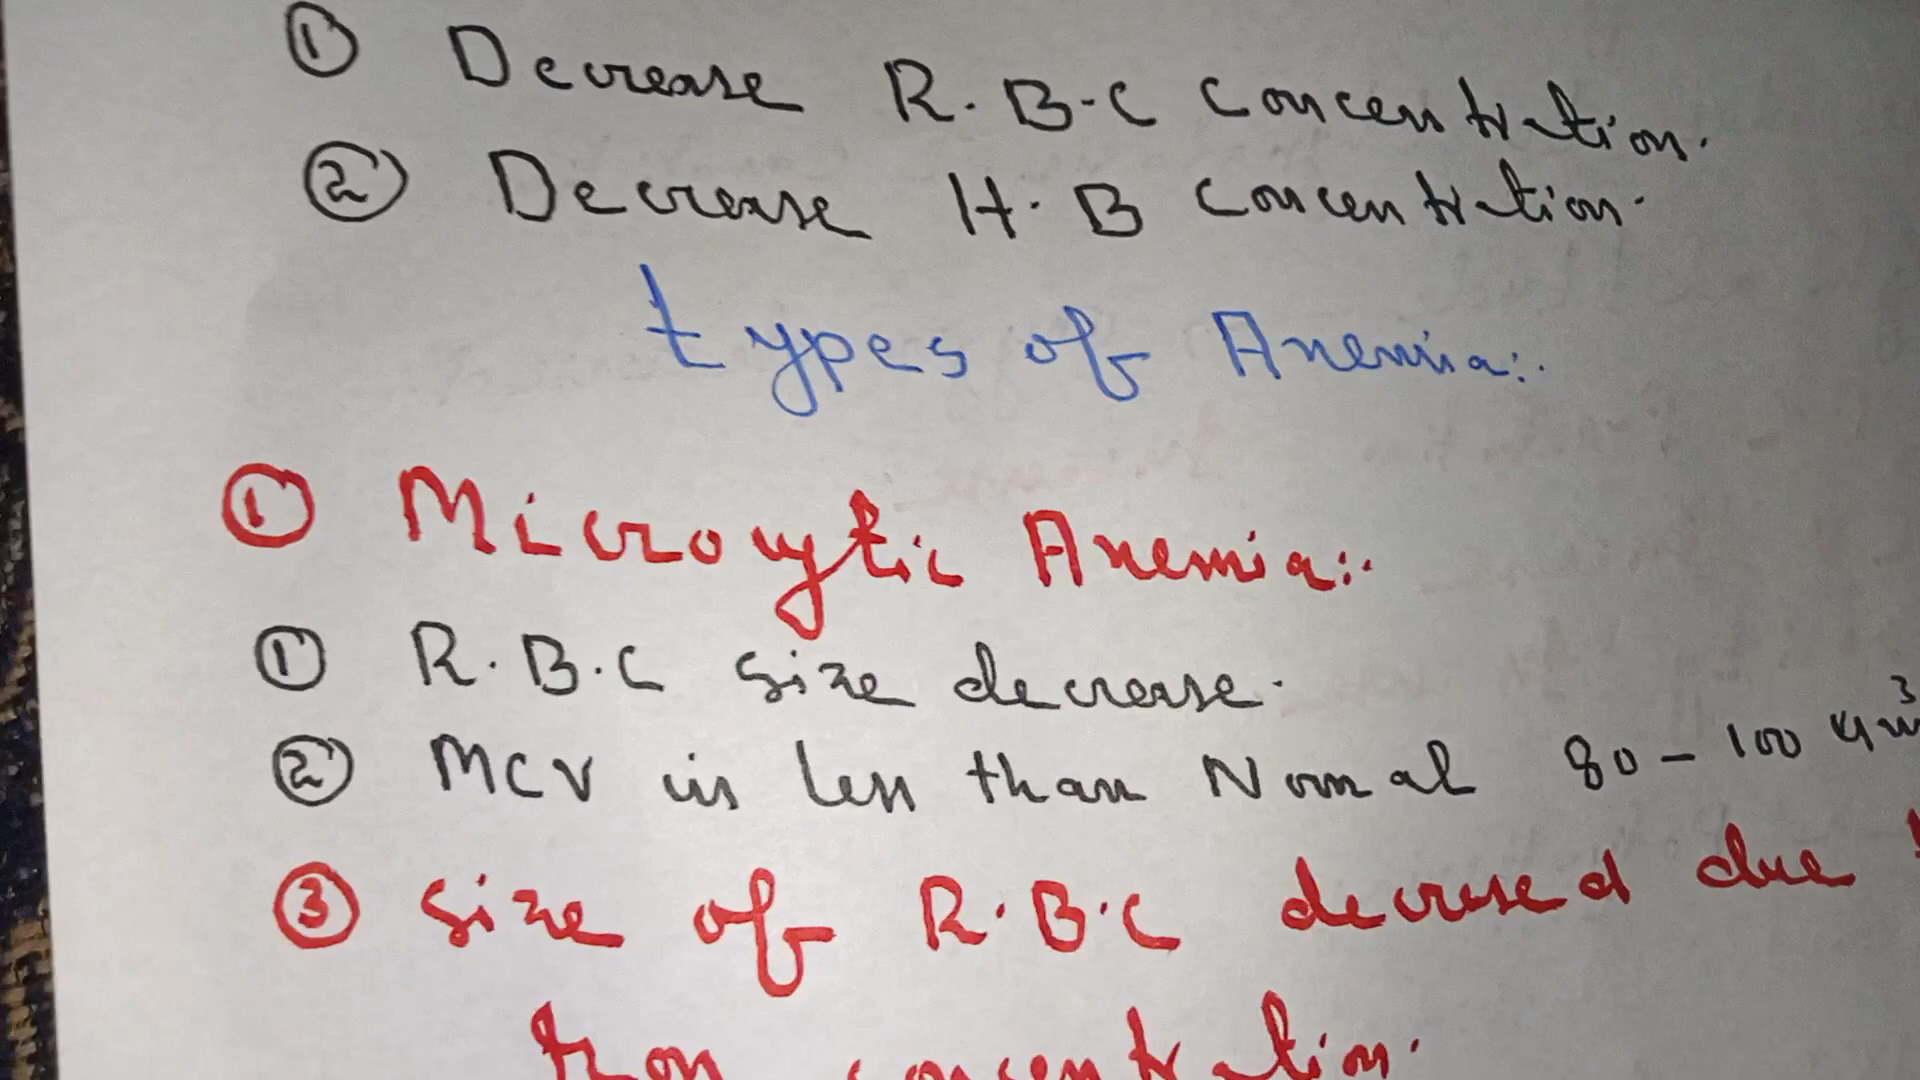 ① Decrease R.B.C Concentration.
② Decrease H.B Concentration.
types of Anemia:.
① Microcytic Anemia:.
① R.B.C size decrease.
② MCV is less than Normal 80-100
③ Size of R.B.C decreased due
concentration.